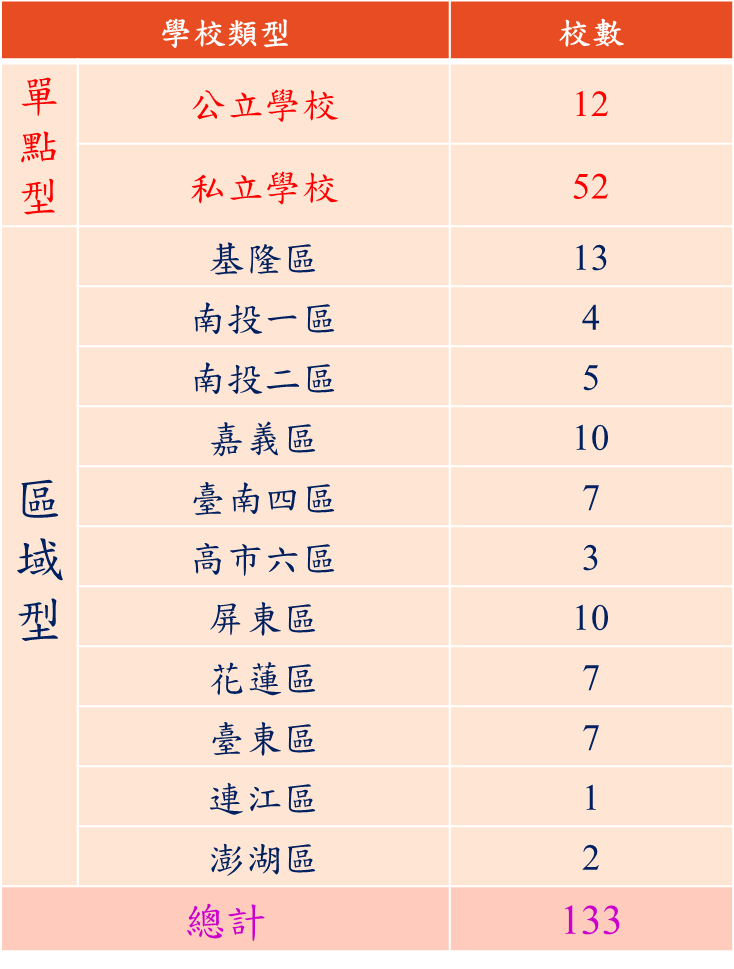 學校類型 校數
單點型
公立學校 12
私立學校 52
區域型
基隆區 13
南投一區 4
南投二區 5
嘉義區 10
臺南四區 7
高市六區 3
屏東區 10
花蓮區 7
臺東區 7
連江區 1
澎湖區 2
總計 133